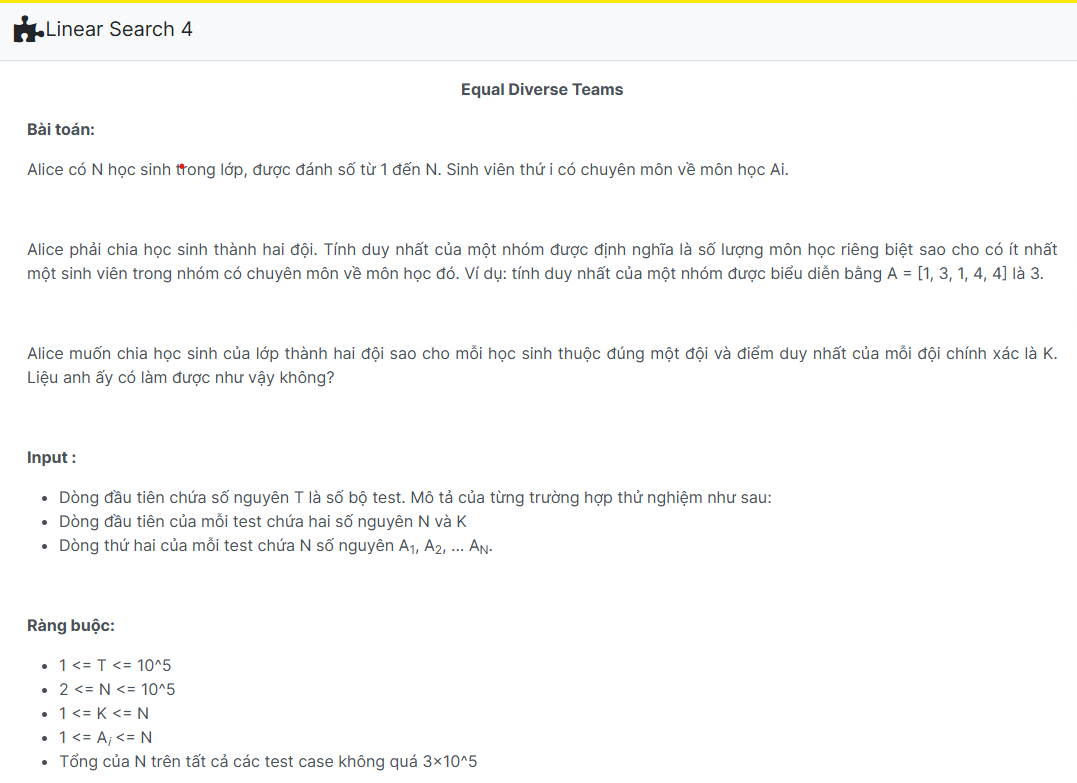 Linear Search 4
Equal Diverse Teams
Bài toán:
Alice có N học sinh trong lớp, được đánh số từ 1 đến N. Sinh viên thứ i có chuyên môn về môn học Ai.
Alice phải chia học sinh thành hai đội. Tính duy nhất của một nhóm được định nghĩa là số lượng môn học riêng biệt sao cho có ít nhất
một sinh viên trong nhóm có chuyên môn về môn học đó. Ví dụ: tính duy nhất của một nhóm được biểu diễn bằng A = [1, 3, 1, 4, 4] là 3.
Alice muốn chia học sinh của lớp thành hai đội sao cho mỗi học sinh thuộc đúng một đội và điểm duy nhất của mỗi đội chính xác là K.
Liệu anh ấy có làm được như vậy không?
Input :
• Dòng đầu tiên chứa số nguyên T là số bộ test. Mô tả của từng trường hợp thử nghiệm như sau:
• Dòng đầu tiên của mỗi test chứa hai số nguyên N và K
• Dòng thứ hai của mỗi test chứa N số nguyên A₁, A₂, ... A_N.
Ràng buộc:
• 1 <= T <= 10^5
• 2 <= N <= 10^5
• 1 <= K <= N
• 1 <= Aᵢ <= N
• Tổng của N trên tất cả các test case không quá 3×10^5